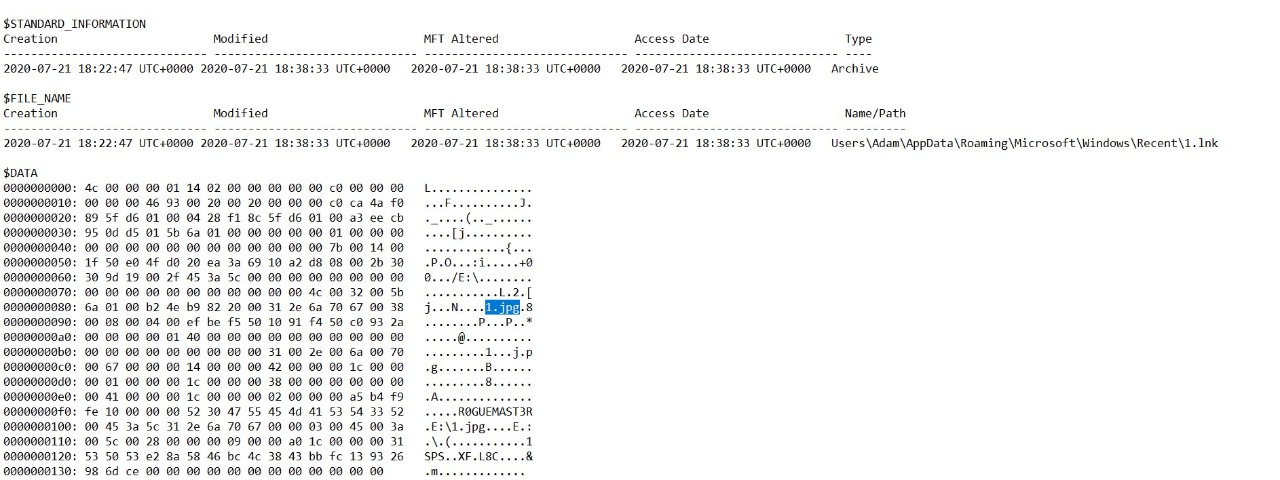 $STANDARD_INFORMATION
Creation Modified MFT Altered Access Date Type
------------------------------ ------------------------------ ------------------------------ ------------------------------ ----
2020-07-21 18:22:47 UTC+0000 2020-07-21 18:38:33 UTC+0000 2020-07-21 18:38:33 UTC+0000 2020-07-21 18:38:33 UTC+0000 Archive
$FILE_NAME
Creation Modified MFT Altered Access Date Name/Path
------------------------------ ------------------------------ ------------------------------ ------------------------------ ---------
2020-07-21 18:22:47 UTC+0000 2020-07-21 18:38:33 UTC+0000 2020-07-21 18:38:33 UTC+0000 2020-07-21 18:38:33 UTC+0000 Users\Adam\AppData\Roaming\Microsoft\Windows\Recent\1.lnk
$DATA
0000000000: 4c 00 00 00 01 14 02 00 00 00 00 00 c0 00 00 00 L...............
0000000010: 00 00 00 46 93 00 20 00 20 00 00 00 c0 ca 4a f0 ...F..........J.
0000000020: 89 5f d6 01 00 04 28 f1 8c 5f d6 01 00 a3 ee cb ._....(.._......
0000000030: 95 0d d5 01 5b 6a 01 00 00 00 00 00 01 00 00 00 ....[j..........
0000000040: 00 00 00 00 00 00 00 00 00 00 00 00 7b 00 14 00 ............{...
0000000050: 1f 50 e0 4f d0 20 ea 3a 69 10 a2 d8 08 00 2b 30 .P.O...:i.....+0
0000000060: 30 9d 19 00 2f 45 3a 5c 00 00 00 00 00 00 00 00 0.../E:\........
0000000070: 00 00 00 00 00 00 00 00 00 00 00 4c 00 32 00 5b ...........L.2.[
0000000080: 6a 01 00 b2 4e b9 82 20 00 31 2e 6a 70 67 00 38 j...N....1.jpg.8
0000000090: 00 08 00 04 00 ef be f5 50 10 91 f4 50 c0 93 2a ........P...P..*
00000000a0: 00 00 00 00 01 40 00 00 00 00 00 00 00 00 00 00 .....@..........
00000000b0: 00 00 00 00 00 00 00 00 00 31 00 2e 00 6a 00 70 .........1...j.p
00000000c0: 00 67 00 00 00 14 00 00 00 42 00 00 00 1c 00 00 .g.......B......
00000000d0: 00 01 00 00 00 1c 00 00 00 38 00 00 00 00 00 00 .........8......
00000000e0: 00 41 00 00 00 1c 00 00 00 02 00 00 00 a5 b4 f9 .A..............
00000000f0: fe 10 00 00 00 52 30 47 55 45 4d 41 53 54 33 52 .....R0GUEMAST3R
0000000100: 00 45 3a 5c 31 2e 6a 70 67 00 00 03 00 45 00 3a .E:\1.jpg....E.:
0000000110: 00 5c 00 28 00 00 00 09 00 00 a0 1c 00 00 00 31 .\.(...........1
0000000120: 53 50 53 e2 8a 58 46 bc 4c 38 43 bb fc 13 93 26 SPS..XF.L8C....&
0000000130: 98 6d ce 00 00 00 00 00 00 00 00 00 00 00 00 .m.............